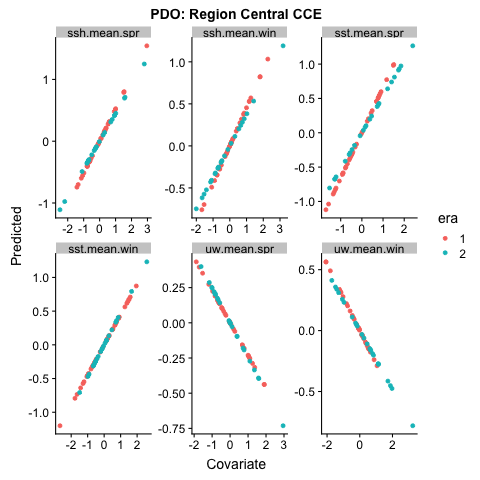 PDO: Region Central CCE
ssh.mean.spr ssh.mean.win sst.mean.spr
1 0 -1
1.0 0.5 0.0 -0.5
1.0 0.5 0.0 -0.5 -1.0
-2 -1 0 1 2 3
-2 -1 0 1 2 3
-1 0 1 2
sst.mean.win uw.mean.spr uw.mean.win
1.0 0.5 0.0 -0.5 -1.0
0.25 0.00 -0.25 -0.50 -0.75
0.5 0.0 -0.5
-2 -1 0 1 2
-2 -1 0 1 2 3
-2 0 2
Predicted
Covariate
era
1
2